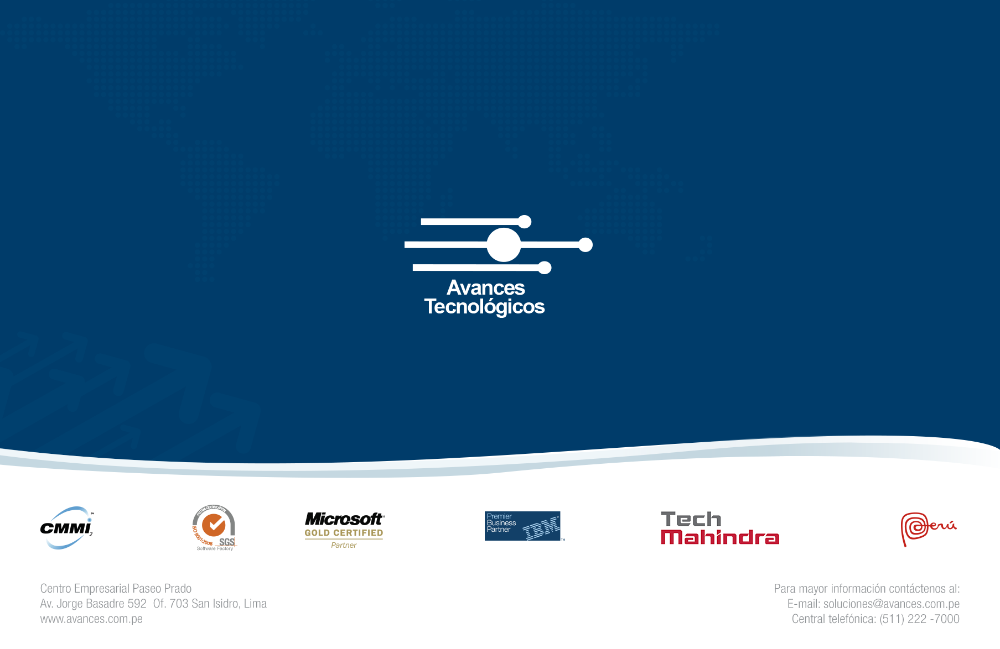 Avances
Tecnológicos
CMMI 2 ™
SYSTEM CERTIFICATION
ISO 9001:2008
SGS
Software Factory
Microsoft®
GOLD CERTIFIED
Partner
Premier
Business
Partner
IBM®
™
Tech
Mahindra
Perú
Centro Empresarial Paseo Prado
Av. Jorge Basadre 592  Of. 703 San Isidro, Lima
www.avances.com.pe
Para mayor información contáctenos al:
E-mail: soluciones@avances.com.pe
Central telefónica: (511) 222 -7000